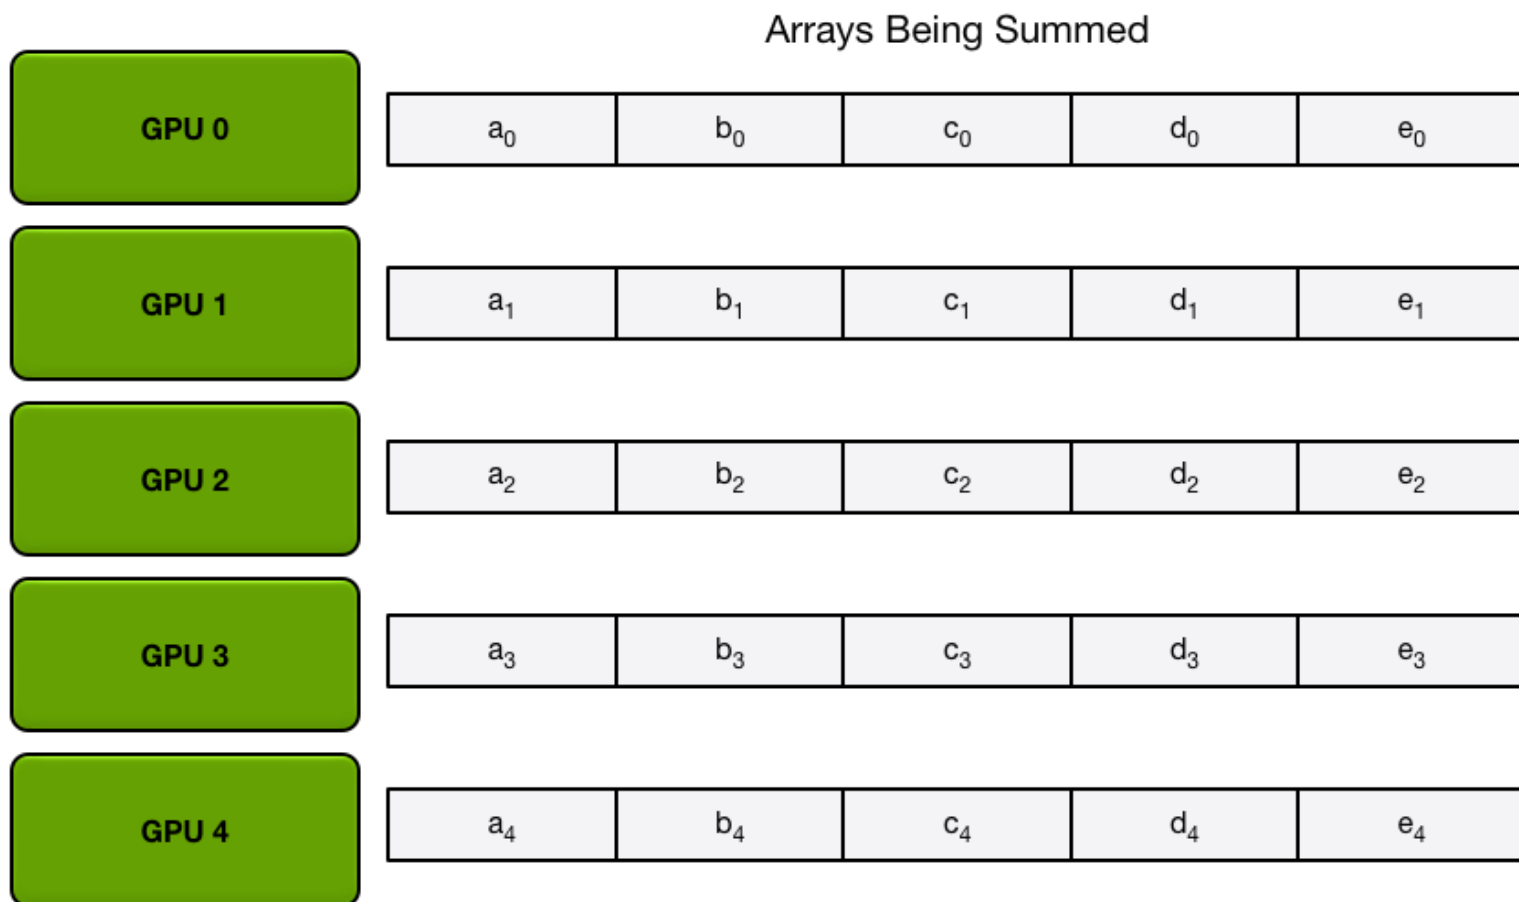 Arrays Being Summed
GPU 0 a₀ b₀ c₀ d₀ e₀
GPU 1 a₁ b₁ c₁ d₁ e₁
GPU 2 a₂ b₂ c₂ d₂ e₂
GPU 3 a₃ b₃ c₃ d₃ e₃
GPU 4 a₄ b₄ c₄ d₄ e₄